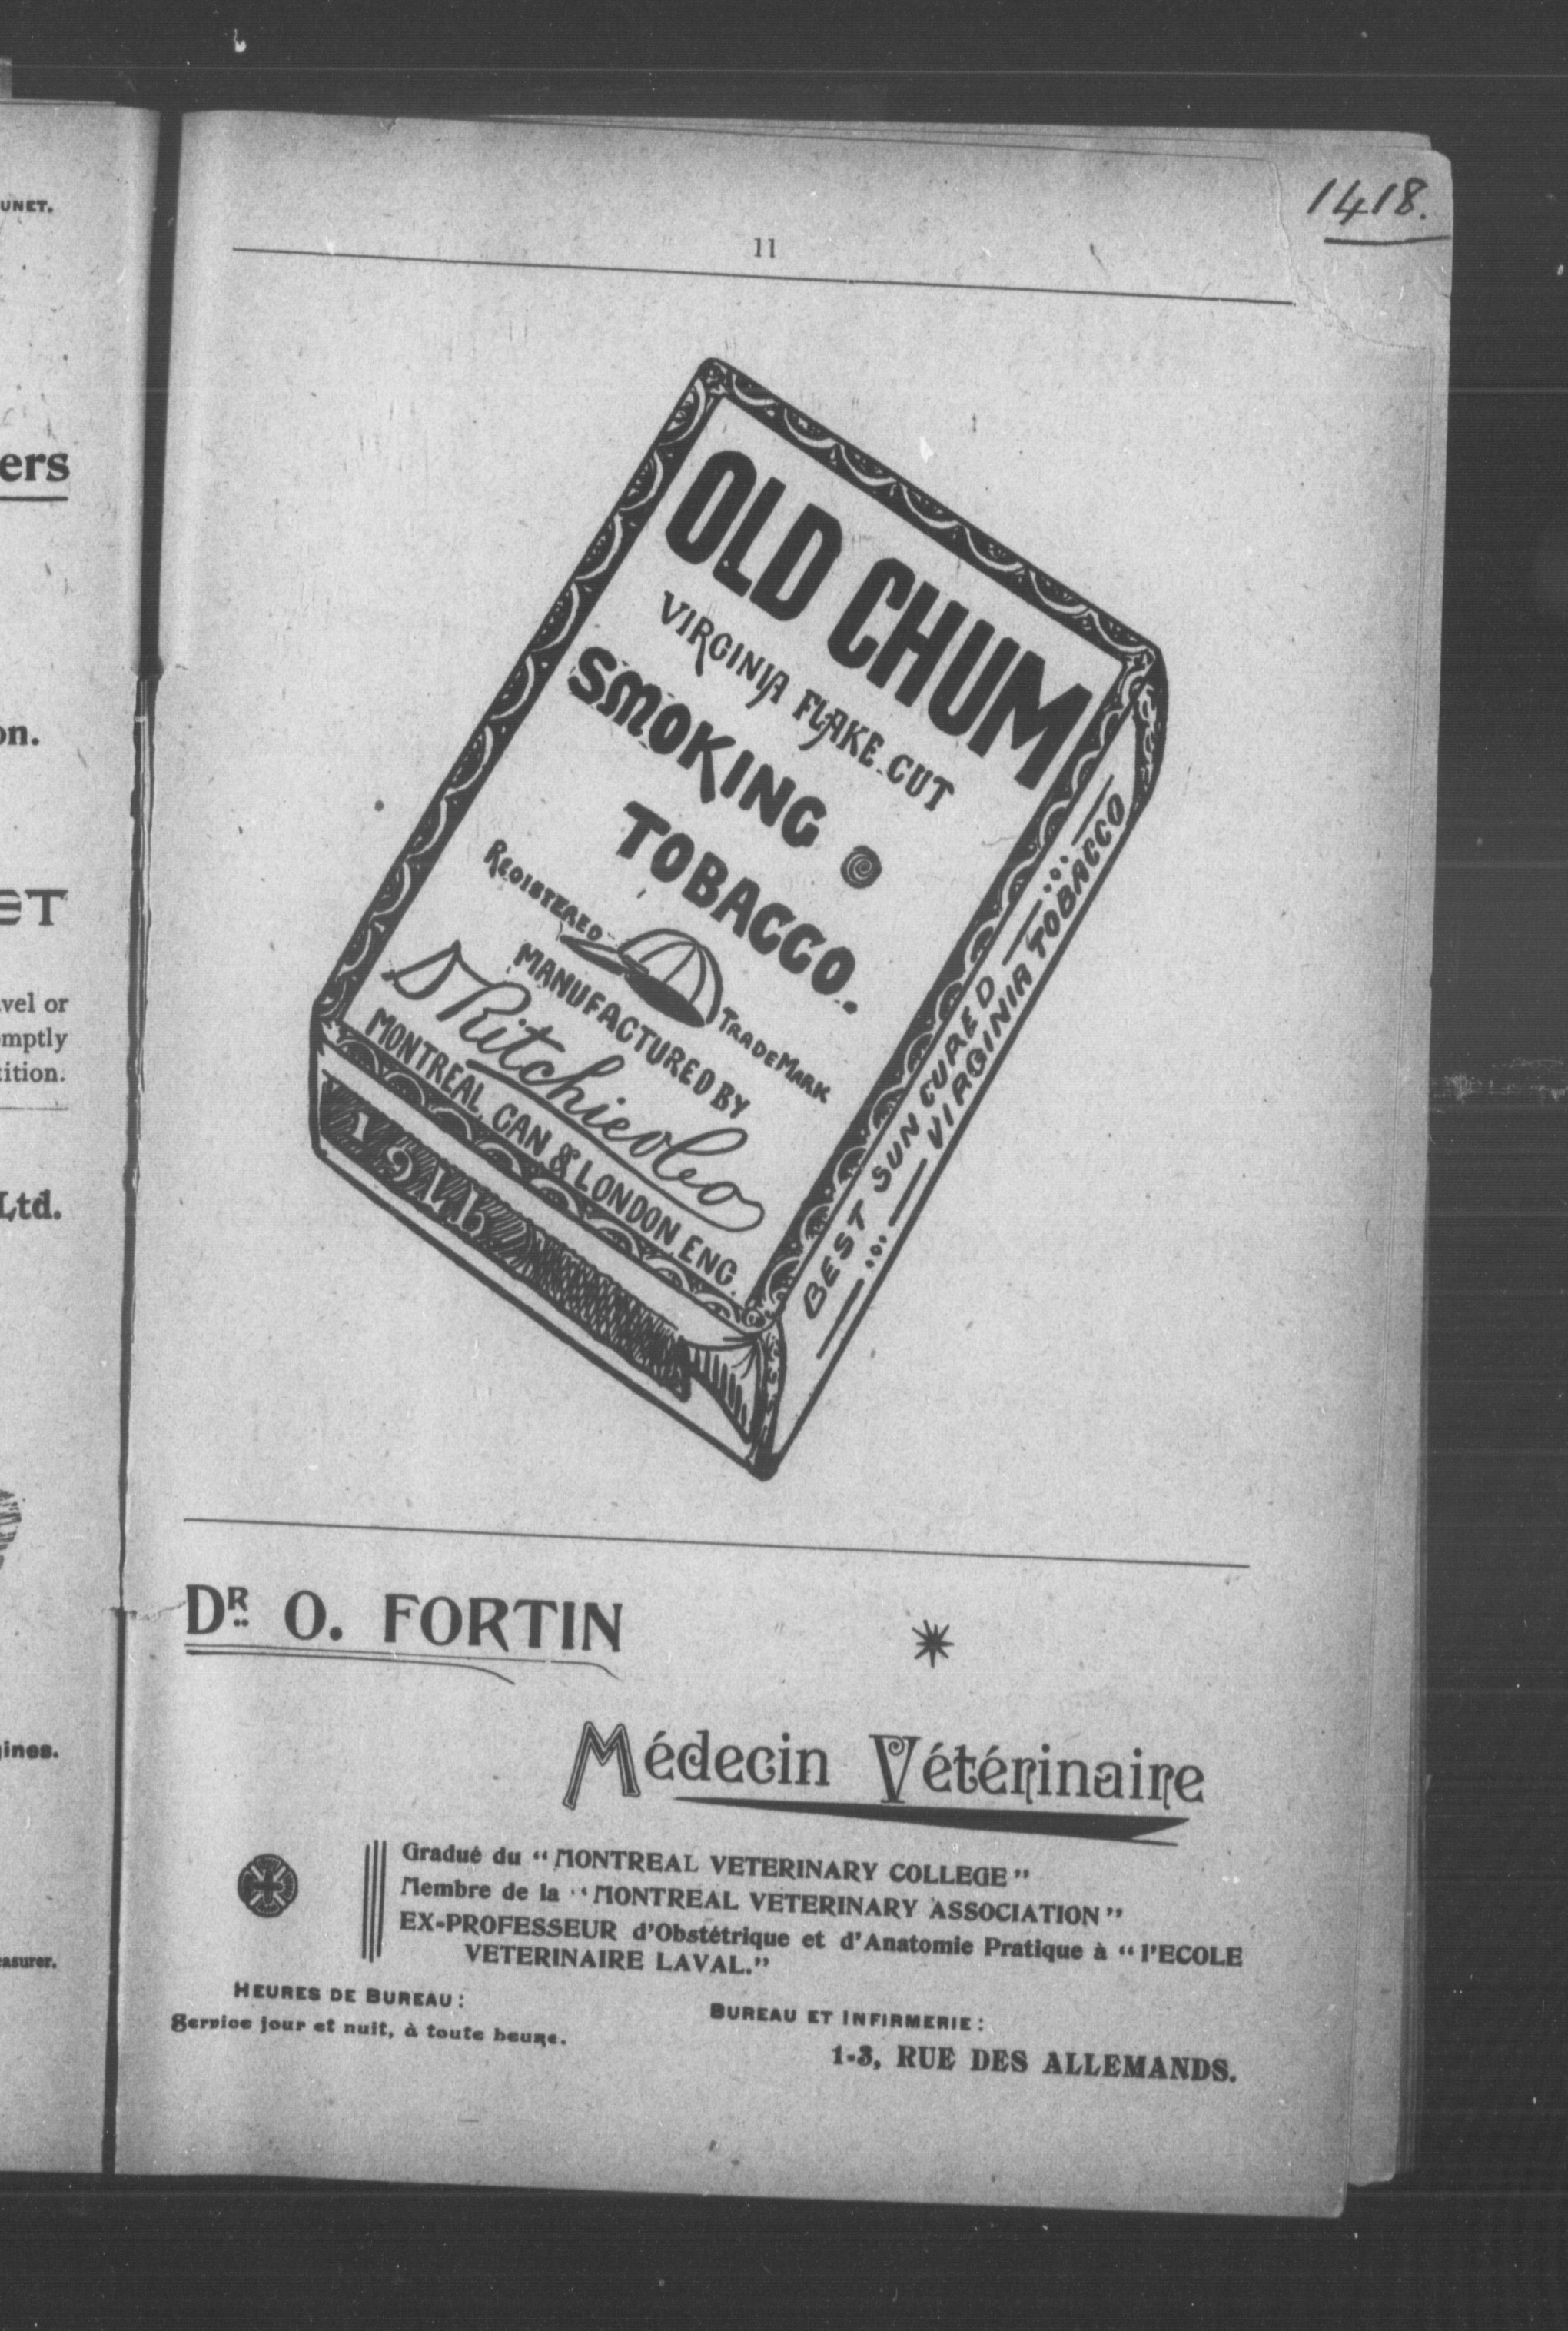 UNET.
ers
on.
ET
vel or
mptly
ition.
Ltd.
ines.
asurer.
1418.
11
OLD CHUM
VIRGINIA FLAKE CUT
SMOKING
TOBACCO.
REGISTERED TRADE MARK
MANUFACTURED BY
D Ritchie & Co
MONTREAL, CAN & LONDON, ENG.
BEST SUN CURED
VIRGINIA TOBACCO
DR. O. FORTIN
Médecin Vétérinaire
Gradué du "MONTREAL VETERINARY COLLEGE"
Membre de la "MONTREAL VETERINARY ASSOCIATION"
EX-PROFESSEUR d'Obstétrique et d'Anatomie Pratique à "l'ECOLE
VETERINAIRE LAVAL."
HEURES DE BUREAU:
Service jour et nuit, à toute heure.
BUREAU ET INFIRMERIE:
1-3, RUE DES ALLEMANDS.